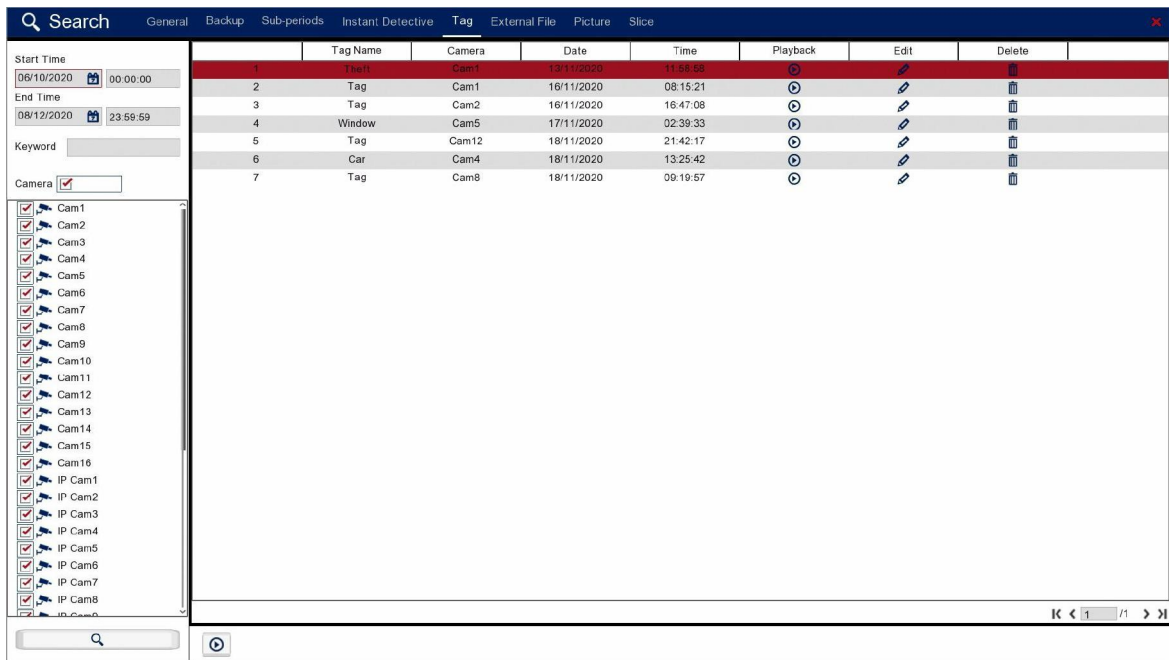 Search General Backup Sub-periods Instant Detective Tag External File Picture Slice
Start Time
06/10/2020 00:00:00
End Time
08/12/2020 23:59:59
Keyword
Camera
Cam1
Cam2
Cam3
Cam4
Cam5
Cam6
Cam7
Cam8
Cam9
Cam10
Cam11
Cam12
Cam13
Cam14
Cam15
Cam16
IP Cam1
IP Cam2
IP Cam3
IP Cam4
IP Cam5
IP Cam6
IP Cam7
IP Cam8
Tag Name Camera Date Time Playback Edit Delete
1 Theft Cam1 13/11/2020 11:58:58
2 Tag Cam1 16/11/2020 08:15:21
3 Tag Cam2 16/11/2020 16:47:08
4 Window Cam5 17/11/2020 02:39:33
5 Tag Cam12 18/11/2020 21:42:17
6 Car Cam4 18/11/2020 13:25:42
7 Tag Cam8 18/11/2020 09:19:57
1 /1